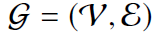 𝒢 = (𝒱, ℰ)